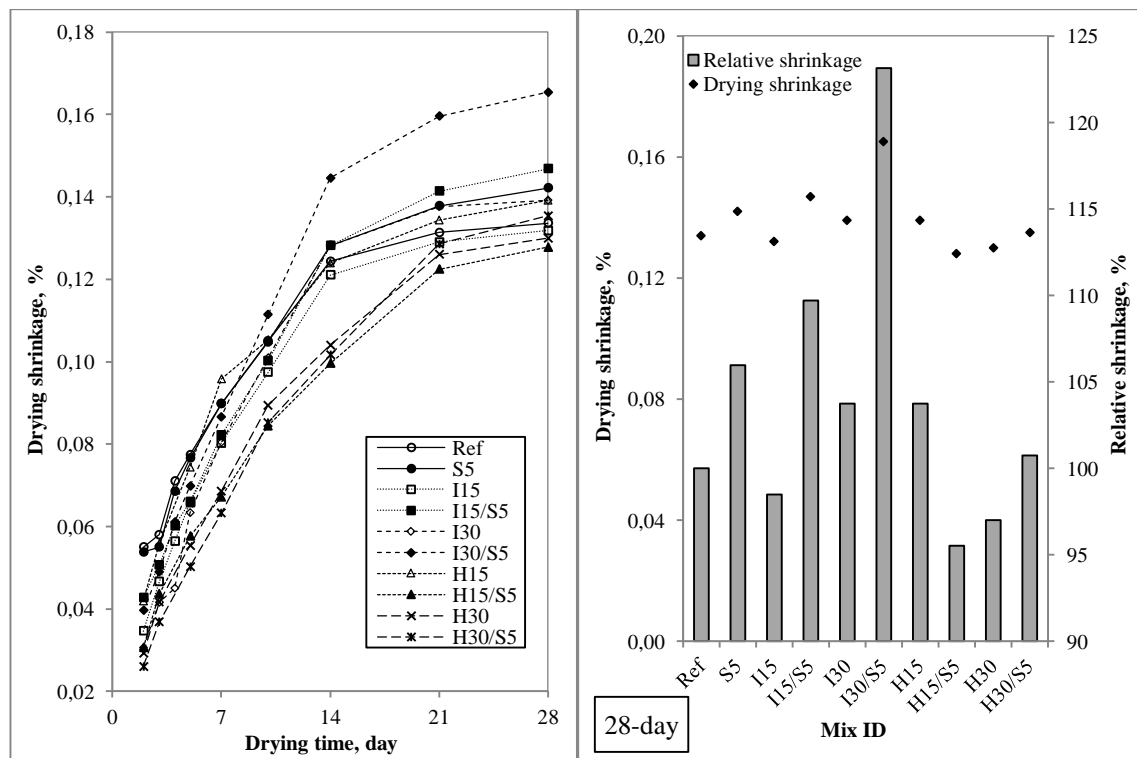 0,18
0,16
0,14
0,12
0,10
0,08
0,06
0,04
0,02
Drying shrinkage, %
0
7
14
21
28
Drying time, day
Ref
S5
I15
I15/S5
I30
I30/S5
H15
H15/S5
H30
H30/S5
0,20
0,16
0,12
0,08
0,04
0,00
Drying shrinkage, %
Relative shrinkage
Drying shrinkage
125
120
115
110
105
100
95
90
Relative shrinkage, %
Ref
S5
I15
I15/S5
I30
I30/S5
H15
H15/S5
H30
H30/S5
Mix ID
28-day